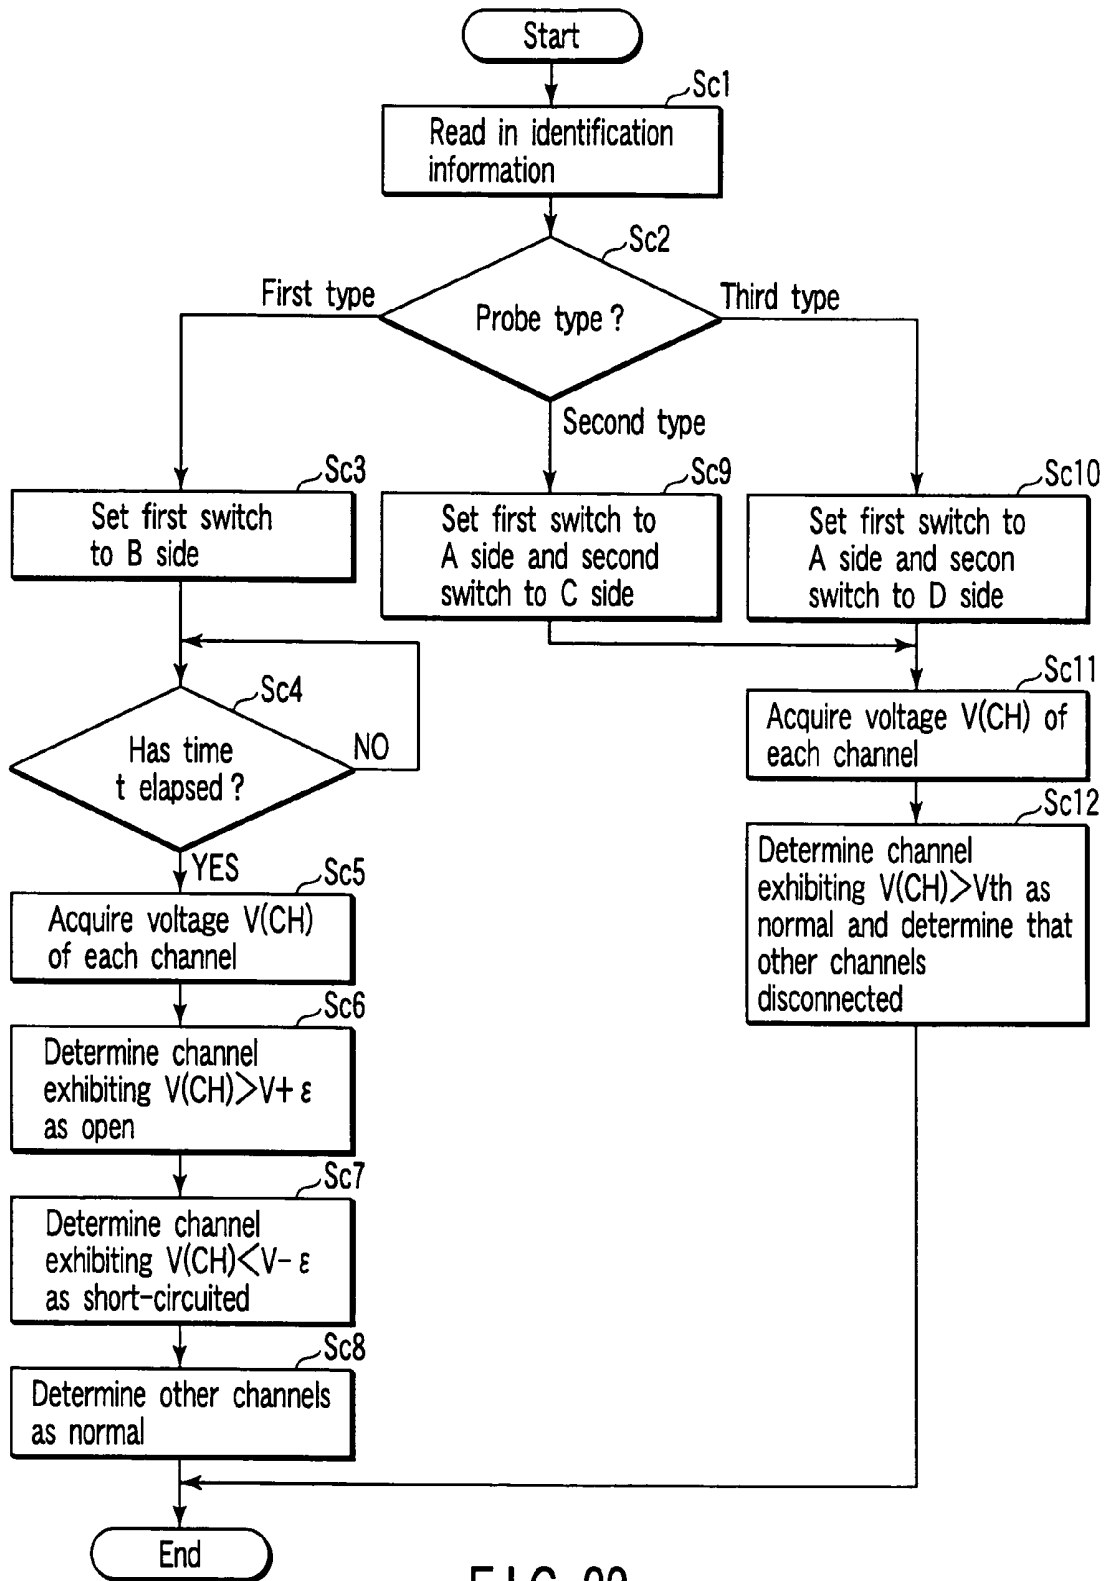 Start
Sc1
Read in identification
information
Sc2
First type
Probe type ?
Third type
Second type
Sc3
Set first switch
to B side
Sc9
Set first switch to
A side and second
switch to C side
Sc10
Set first switch to
A side and secon
switch to D side
Sc4
Has time
t elapsed ?
NO
YES
Sc11
Acquire voltage V(CH) of
each channel
Sc12
Determine channel
exhibiting V(CH)>Vth as
normal and determine that
other channels
disconnected
Sc5
Acquire voltage V(CH)
of each channel
Sc6
Determine channel
exhibiting V(CH)>V+ ε
as open
Sc7
Determine channel
exhibiting V(CH)<V- ε
as short-circuited
Sc8
Determine other channels
as normal
End